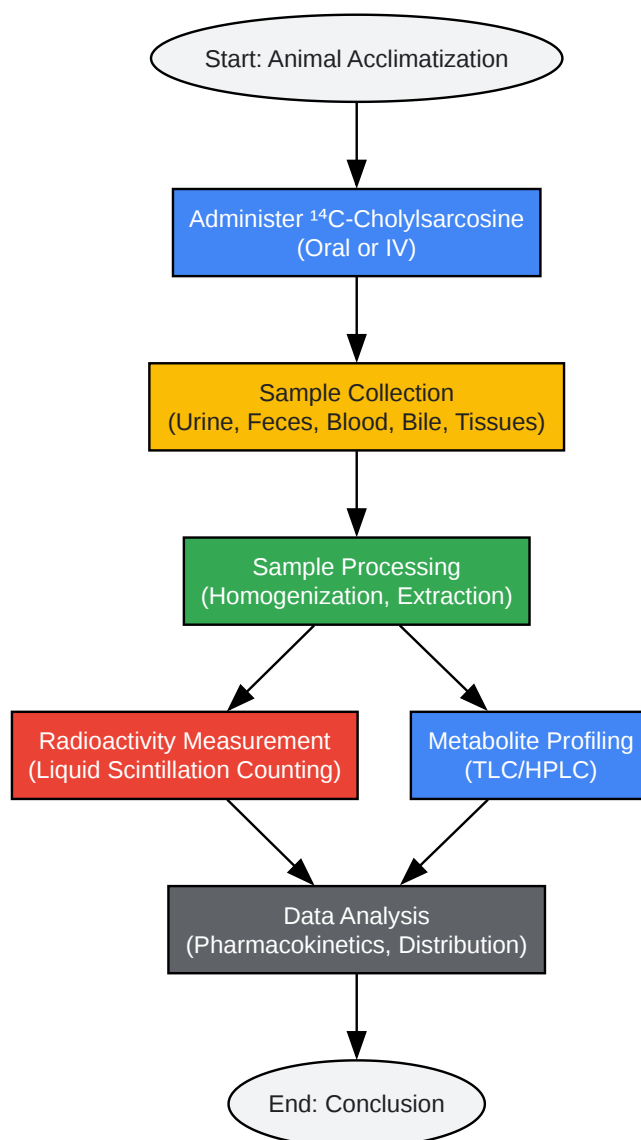 Start: Animal Acclimatization
Administer ¹⁴C-Cholylsarcosine
(Oral or IV)
Sample Collection
(Urine, Feces, Blood, Bile, Tissues)
Sample Processing
(Homogenization, Extraction)
Radioactivity Measurement
(Liquid Scintillation Counting)
Metabolite Profiling
(TLC/HPLC)
Data Analysis
(Pharmacokinetics, Distribution)
End: Conclusion